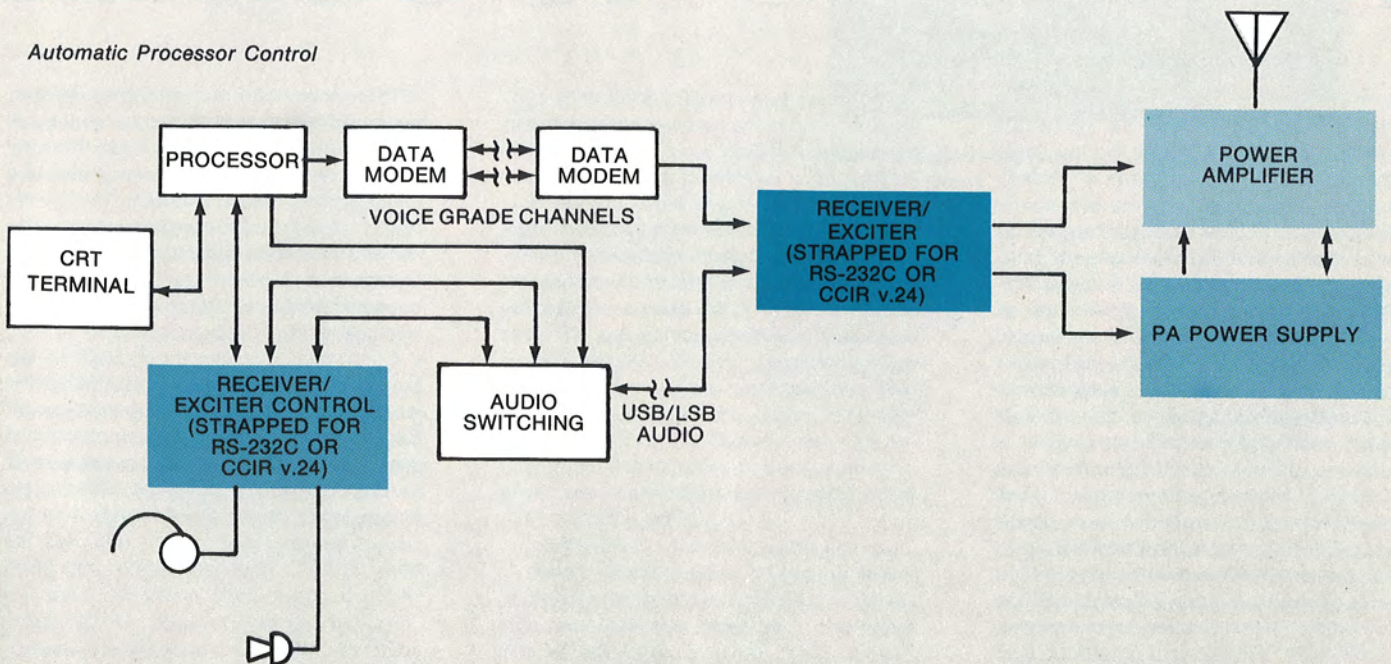 Automatic Processor Control
PROCESSOR
DATA
MODEM
DATA
MODEM
VOICE GRADE CHANNELS
CRT
TERMINAL
RECEIVER/
EXCITER
(STRAPPED FOR
RS-232C OR
CCIR v.24)
POWER
AMPLIFIER
PA POWER SUPPLY
RECEIVER/
EXCITER CONTROL
(STRAPPED FOR
RS-232C OR
CCIR v.24)
AUDIO
SWITCHING
USB/LSB
AUDIO